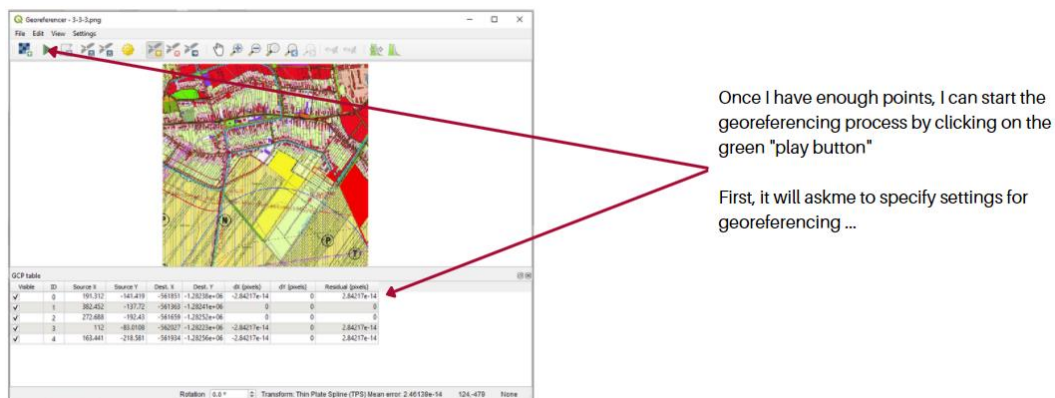 Georeferencer - 3-3-3.png
File Edit View Settings
Once I have enough points, I can start the
georeferencing process by clicking on the
green "play button"
First, it will askme to specify settings for
georeferencing ...
N
P
T
GCP table
Visible ID Source X Source Y Dest. X Dest. Y dX (pixels) dY (pixels) Residual (pixels)
0 191.312 -141.419 -561851 -1.28238e+06 -2.84217e-14 0 2.84217e-14
1 382.452 -137.72 -561363 -1.28241e+06 0 0 0
2 272.688 -192.43 -561659 -1.28252e+06 0 0 0
3 112 -83.0108 -562027 -1.28223e+06 -2.84217e-14 0 2.84217e-14
4 163.441 -218.581 -561934 -1.28256e+06 -2.84217e-14 0 2.84217e-14
Rotation 0.0 ° Transform: Thin Plate Spline (TPS) Mean error: 2.46139e-14 124,-479 None